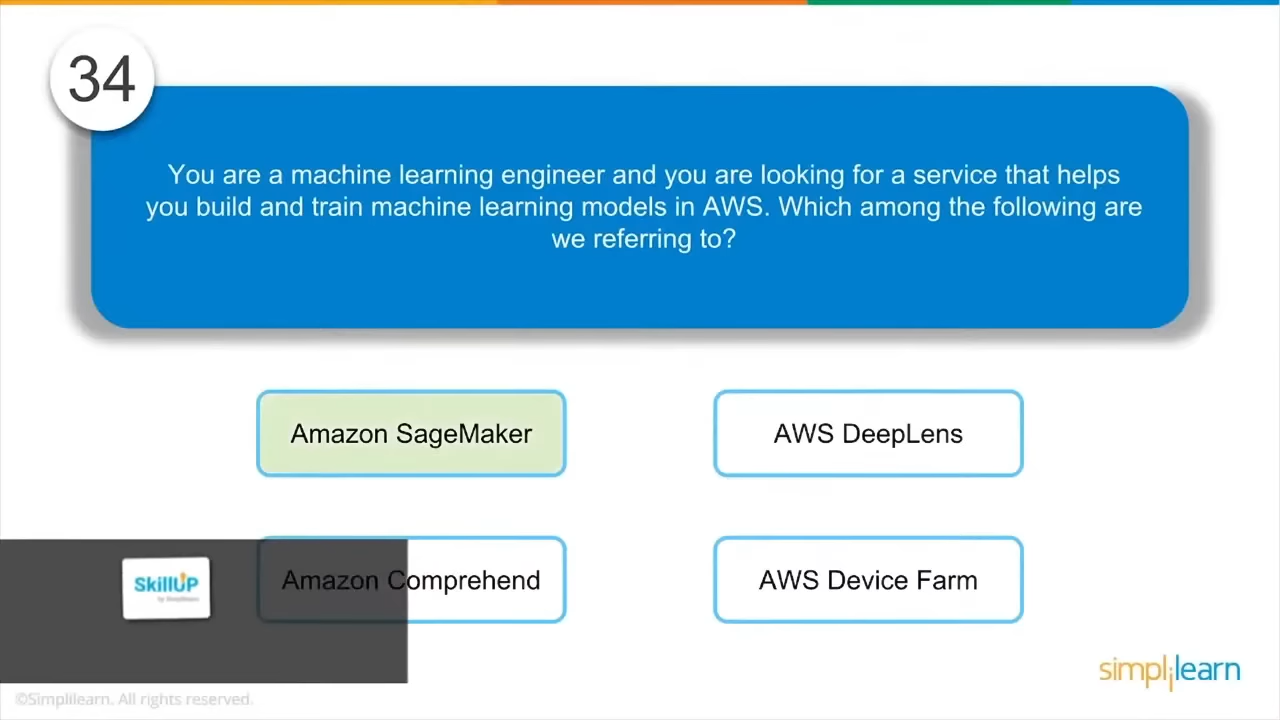 34
You are a machine learning engineer and you are looking for a service that helps
you build and train machine learning models in AWS. Which among the following are
we referring to?
Amazon SageMaker
AWS DeepLens
Amazon Comprehend
AWS Device Farm
SkillUP
simplilearn
©Simplilearn. All rights reserved.